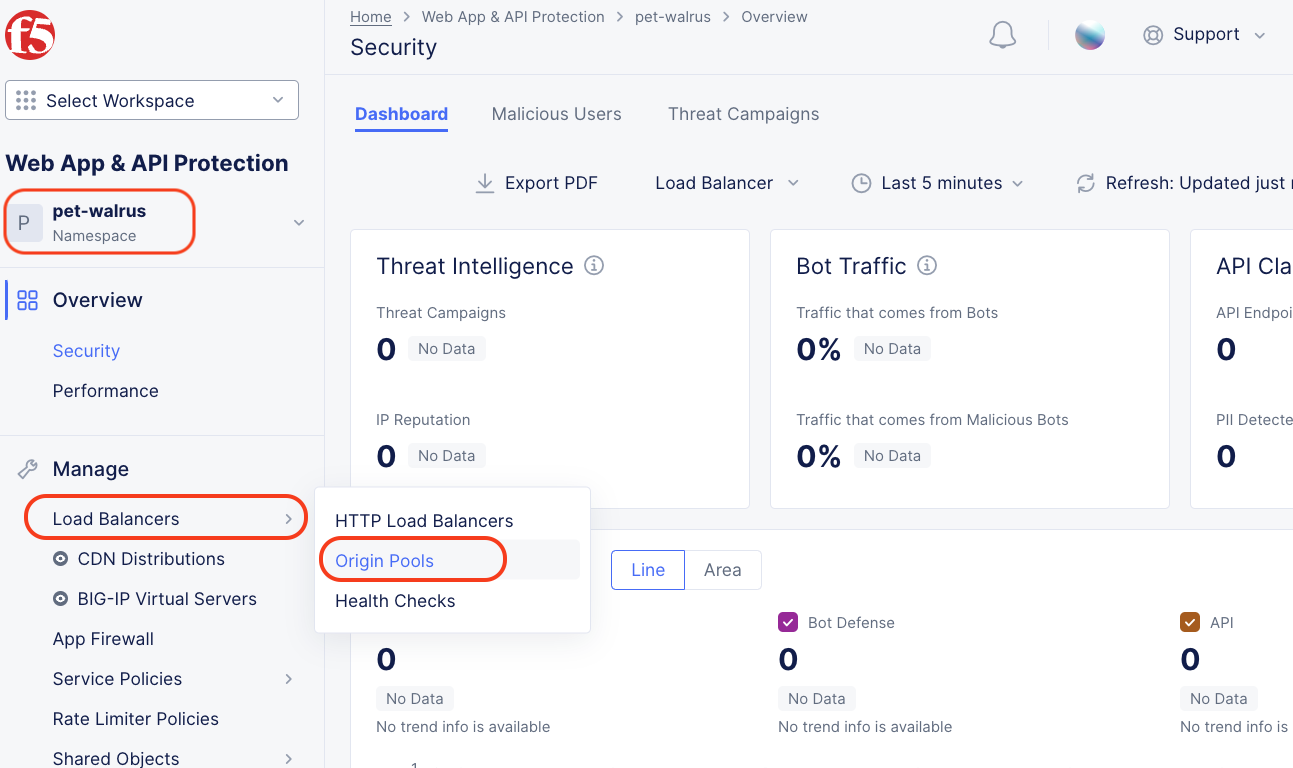 f5
Home > Web App & API Protection > pet-walrus > Overview
Security
Support
Select Workspace
Web App & API Protection
P
pet-walrus
Namespace
Overview
Security
Performance
Manage
Load Balancers
CDN Distributions
BIG-IP Virtual Servers
App Firewall
Service Policies
Rate Limiter Policies
Shared Objects
HTTP Load Balancers
Origin Pools
Health Checks
Dashboard
Malicious Users
Threat Campaigns
Export PDF
Load Balancer
Last 5 minutes
Refresh: Updated just
Threat Intelligence
Threat Campaigns
0 No Data
IP Reputation
0 No Data
Bot Traffic
Traffic that comes from Bots
0% No Data
Traffic that comes from Malicious Bots
0% No Data
API Cla
API Endpoi
0
PII Detecte
0
Line
Area
0
No Data
No trend info is available
Bot Defense
0
No Data
No trend info is available
API
0
No Data
No trend info is
1